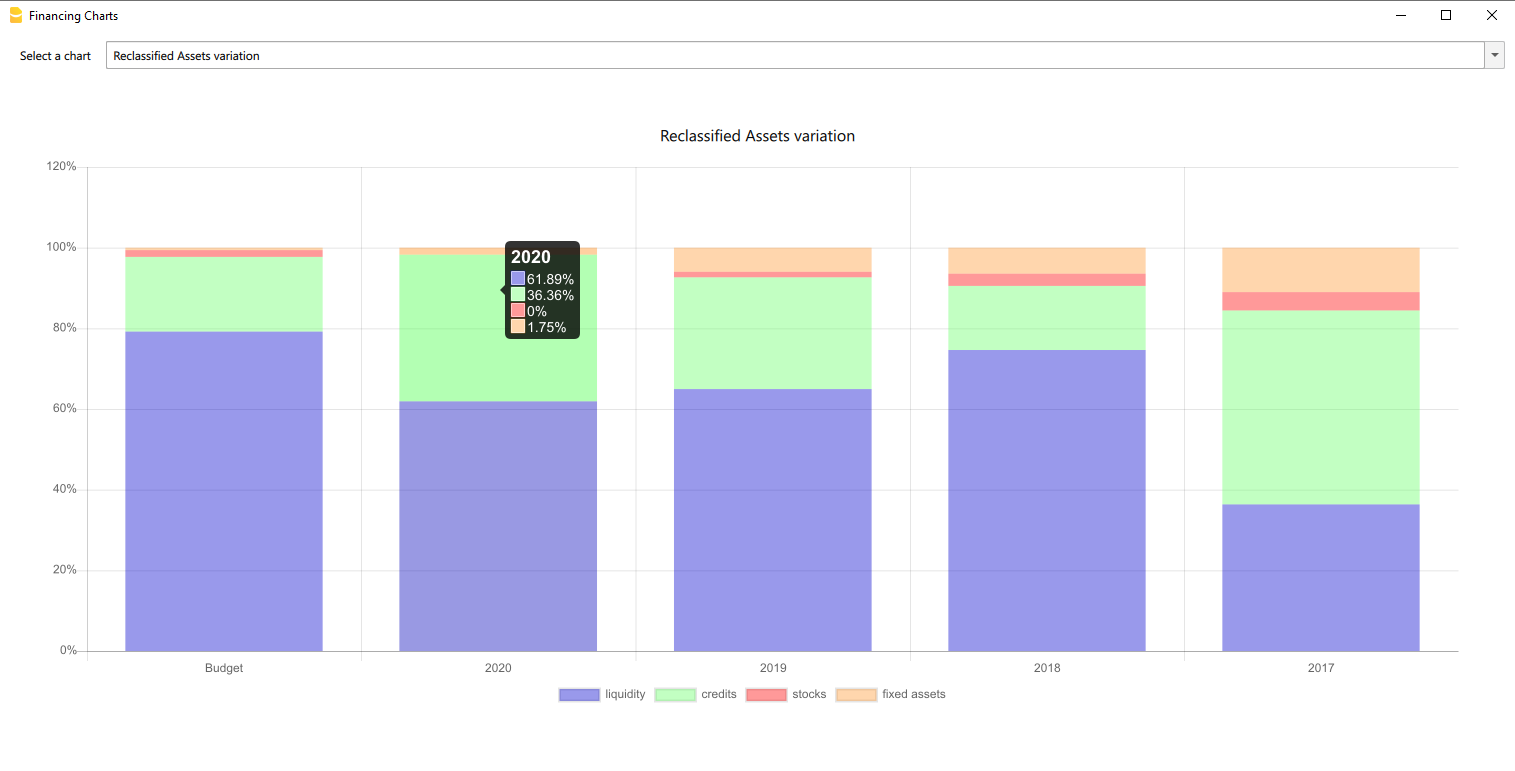 Financing Charts
Select a chart Reclassified Assets variation
Reclassified Assets variation
120%
100%
80%
60%
40%
20%
0%
2020
61.89%
36.36%
0%
1.75%
Budget 2020 2019 2018 2017
liquidity credits stocks fixed assets